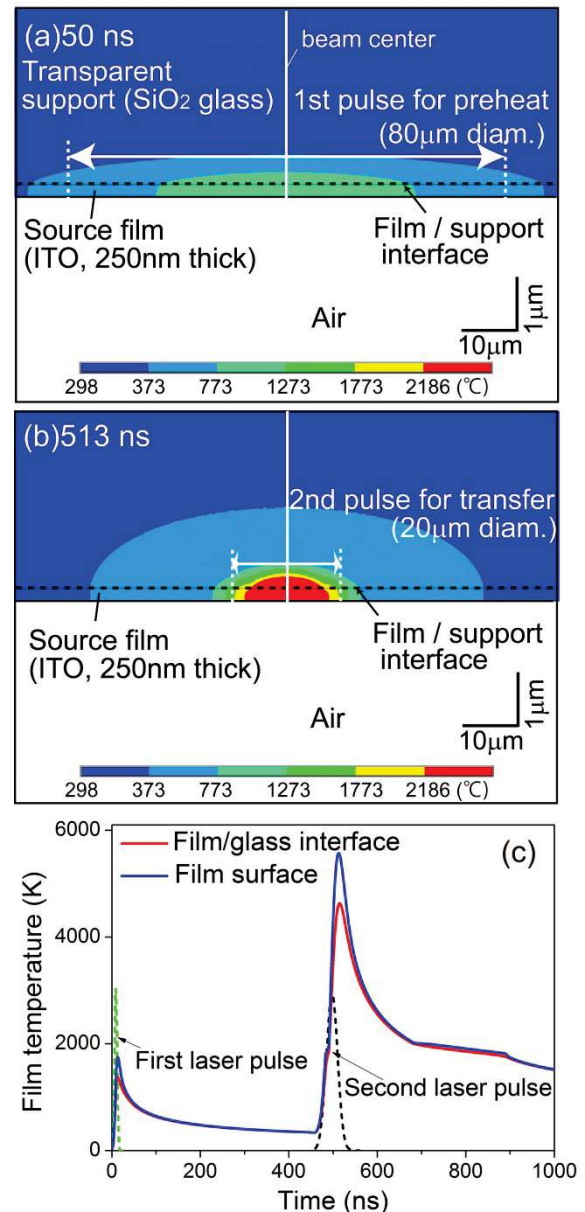 (a)50 ns
beam center
Transparent
support (SiO₂ glass)
1st pulse for preheat
(80μm diam.)
Source film
(ITO, 250nm thick)
Film / support
interface
Air
1μm
10μm
298 373 773 1273 1773 2186 (℃)
(b)513 ns
2nd pulse for transfer
(20μm diam.)
Source film
(ITO, 250nm thick)
Film / support
interface
Air
1μm
10μm
298 373 773 1273 1773 2186 (℃)
(c)
Film/glass interface
Film surface
First laser pulse
Second laser pulse
Film temperature (K)
6000
4000
2000
0
0 200 400 600 800 1000
Time (ns)